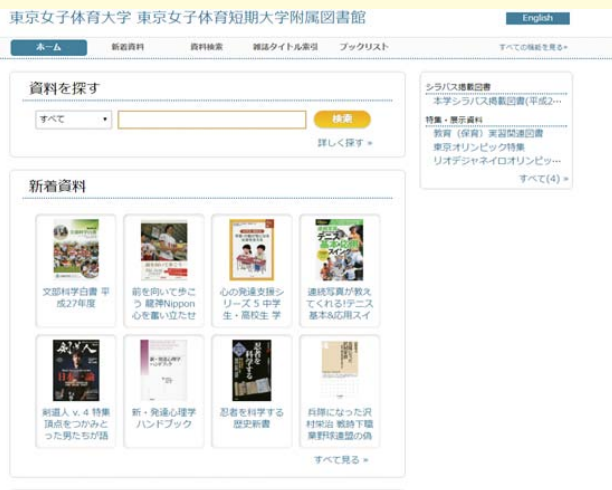 東京女子体育大学 東京女子体育短期大学附属図書館
English
ホーム
新着資料
資料検索
雑誌タイトル索引
ブックリスト
すべての機能を見る
資料を探す
すべて
検索
詳しく探す »
シラバス掲載図書
本学シラバス掲載図書(平成2…
特集・展示資料
教育（保育）実習関連図書
東京オリンピック特集
リオデジャネイロオリンピッ…
すべて(4) »
新着資料
文部科学白書 平
成27年度
前を向いて歩こ
う 龍神Nippon
心を奮い立たせ
心の発達支援シ
リーズ 5 中学
生・高校生 学
連続写真が教え
てくれる!テニス
基本&応用スイ
剣道人 v. 4 特集
頂点をつかみと
った男たちが語
新・発達心理学
ハンドブック
忍者を科学する
歴史新書
兵隊になった沢
村栄治 戦時下職
業野球連盟の偽
すべて見る »